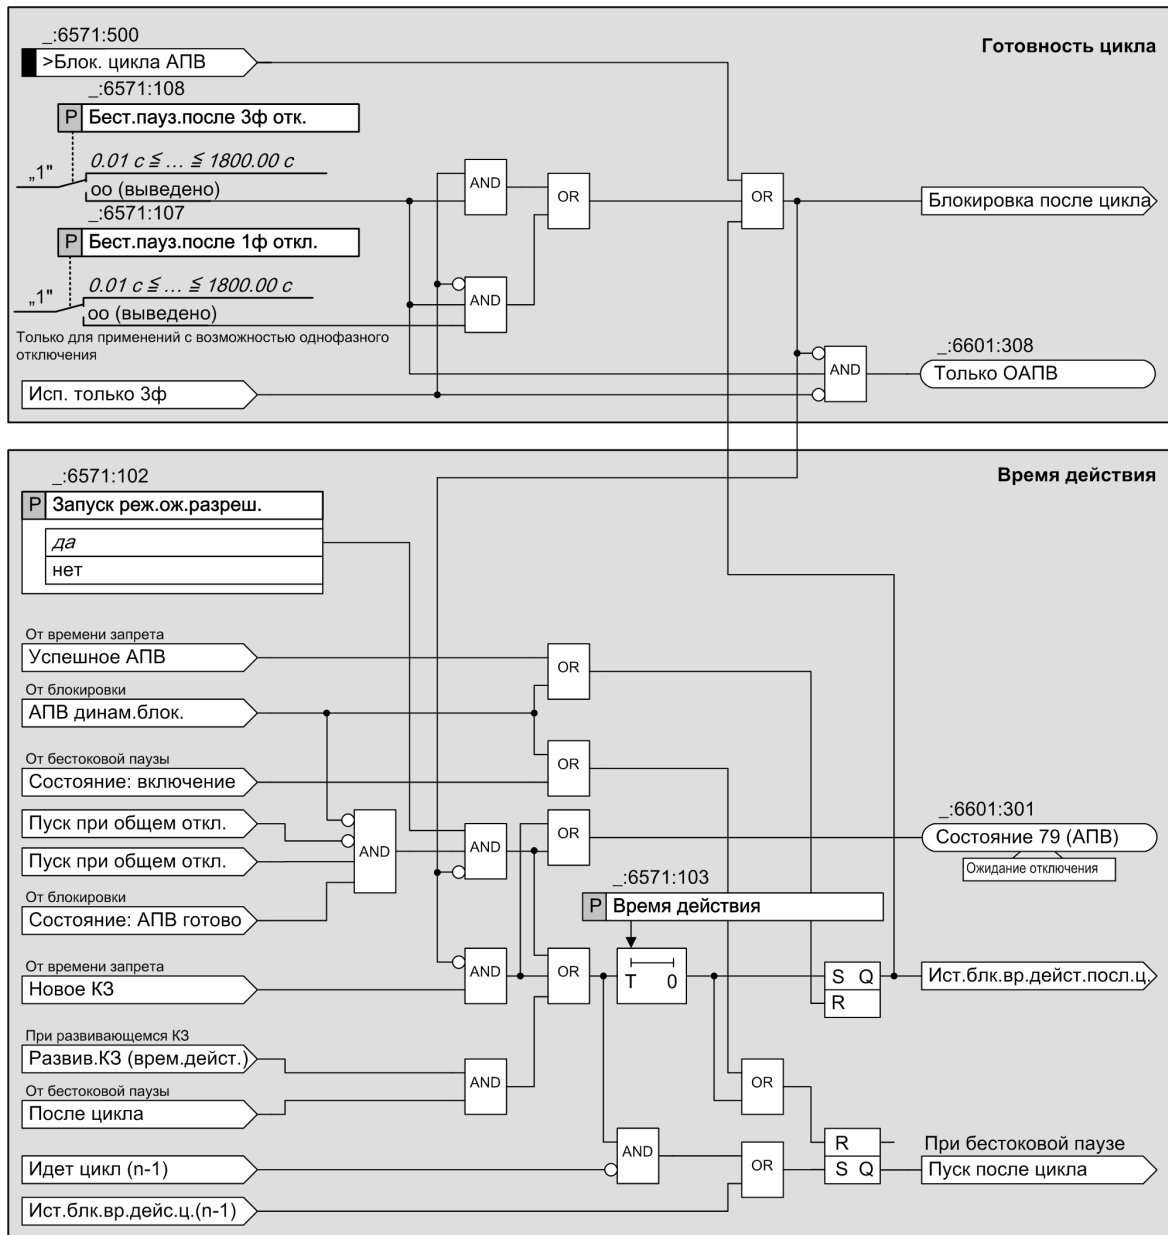 _:6571:500
Готовность цикла
>Блок. цикла АПВ
_:6571:108
P Бест.пауз.после 3ф отк.
0.01 с ≦ ... ≦ 1800.00 с
„1"
оо (выведено)
AND
OR
OR
Блокировка после цикла
_:6571:107
P Бест.пауз.после 1ф откл.
0.01 с ≦ ... ≦ 1800.00 с
„1"
оо (выведено)
AND
Только для применений с возможностью однофазного
отключения
_:6601:308
AND
Только ОАПВ
Исп. только 3ф
_:6571:102
Время действия
P Запуск реж.ож.разреш.
да
нет
От времени запрета
Успешное АПВ
OR
От блокировки
АПВ динам.блок.
От бестоковой паузы
Состояние: включение
OR
_:6601:301
Пуск при общем откл.
OR
Состояние 79 (АПВ)
AND
AND
Пуск при общем откл.
Ожидание отключения
_:6571:103
От блокировки
Состояние: АПВ готово
P Время действия
От времени запрета
Новое КЗ
AND
OR
T 0
S Q
R
Ист.блк.вр.дейст.посл.ц.
При развивающемся КЗ
Развив.КЗ (врем.дейст.)
AND
OR
От бестоковой паузы
После цикла
R
При бестоковой паузе
AND
OR
S Q
Пуск после цикла
Идет цикл (n-1)
Ист.блк.вр.дейс.ц.(n-1)